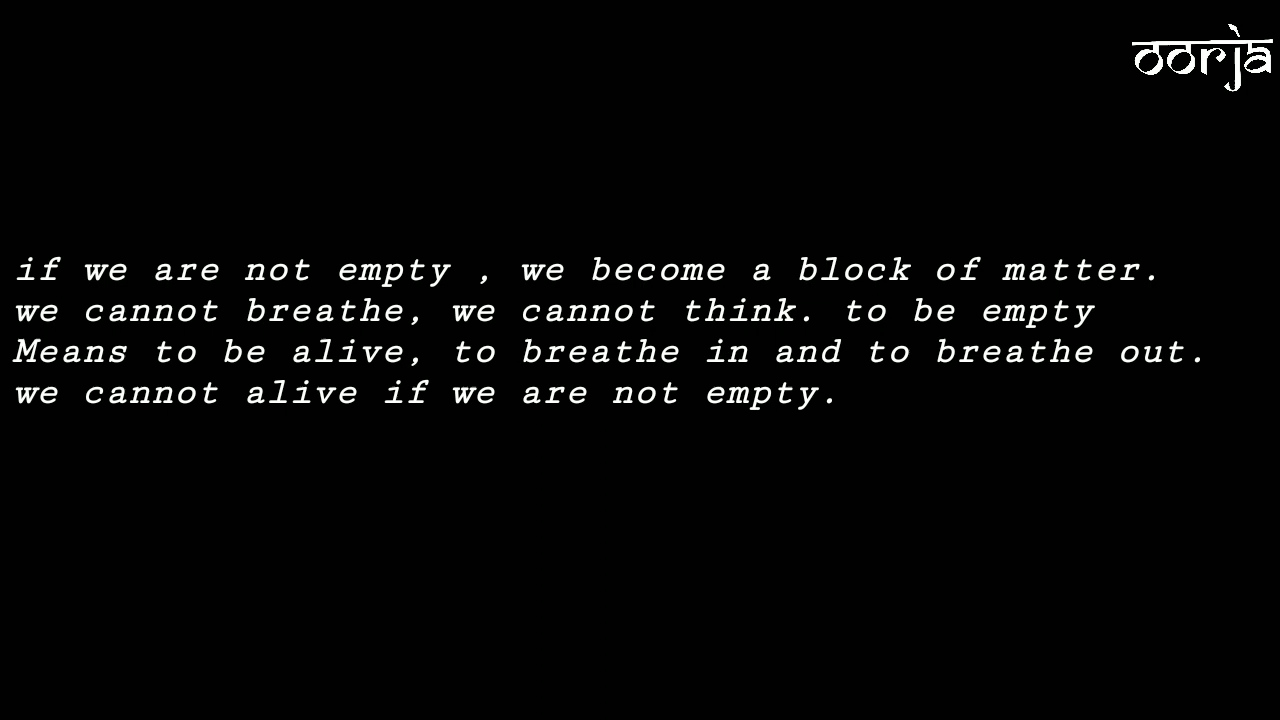 oorja
if we are not empty , we become a block of matter.
we cannot breathe, we cannot think. to be empty
Means to be alive, to breathe in and to breathe out.
we cannot alive if we are not empty.